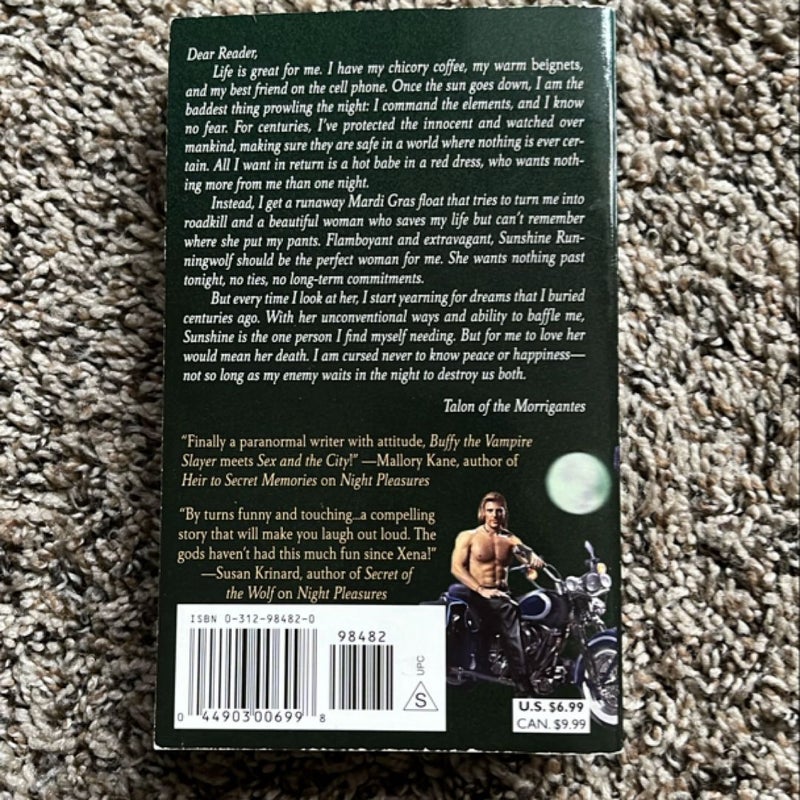 Dear Reader,
Life is great for me. I have my chicory coffee, my warm beignets,
and my best friend on the cell phone. Once the sun goes down, I am the
baddest thing prowling the night: I command the elements, and I know
no fear. For centuries, I've protected the innocent and watched over
mankind, making sure they are safe in a world where nothing is ever cer-
tain. All I want in return is a hot babe in a red dress, who wants noth-
ing more from me than one night.
Instead, I get a runaway Mardi Gras float that tries to turn me into
roadkill and a beautiful woman who saves my life but can't remember
where she put my pants. Flamboyant and extravagant, Sunshine Run-
ningwolf should be the perfect woman for me. She wants nothing past
tonight, no ties, no long-term commitments.
But every time I look at her, I start yearning for dreams that I buried
centuries ago. With her unconventional ways and ability to baffle me,
Sunshine is the one person I find myself needing. But for me to love her
would mean her death. I am cursed never to know peace or happiness—
not so long as my enemy waits in the night to destroy us both.
Talon of the Morrigantes
"Finally a paranormal writer with attitude, Buffy the Vampire
Slayer meets Sex and the City!" —Mallory Kane, author of
Heir to Secret Memories on Night Pleasures
"By turns funny and touching...a compelling
story that will make you laugh out loud. The
gods haven't had this much fun since Xena!"
—Susan Krinard, author of Secret of
the Wolf on Night Pleasures
ISBN 0-312-98482-0
98482
UPC
S
0 44903 00699 8
U.S. $6.99
CAN. $9.99